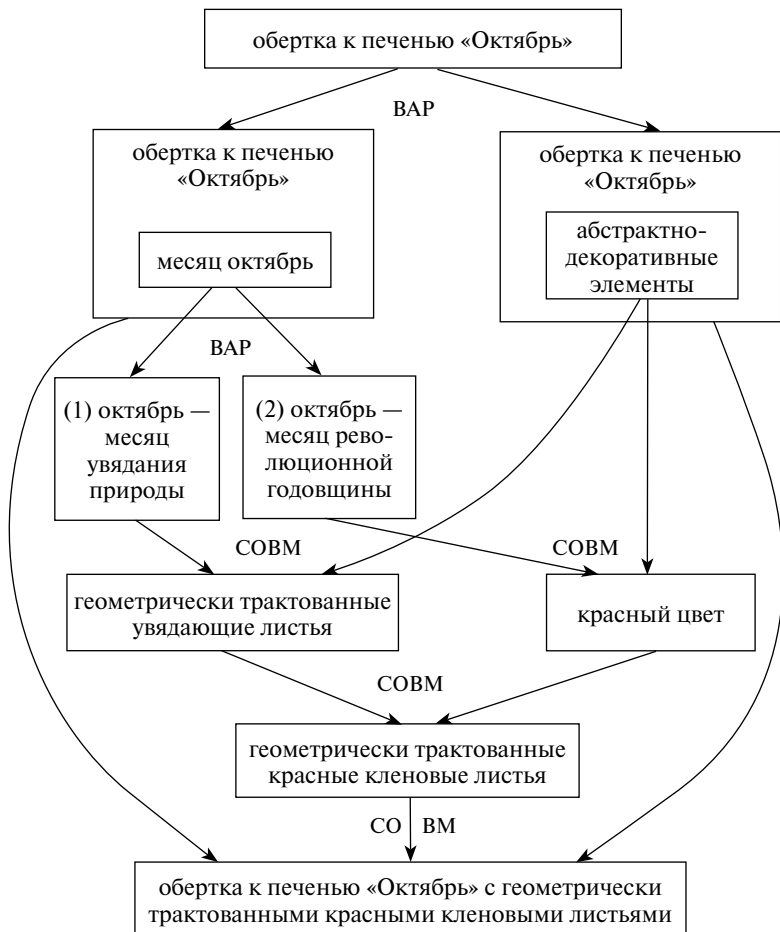 обертка к печенью «Октябрь»
ВАР
обертка к печенью
«Октябрь»
месяц октябрь
обертка к печенью
«Октябрь»
абстрактно-
декоративные
элементы
ВАР
(1) октябрь —
месяц
увядания
природы
(2) октябрь —
месяц рево-
люционной
годовщины
СОВМ
СОВМ
геометрически трактованные
увядающие листья
красный цвет
СОВМ
геометрически трактованные
красные кленовые листья
СО ВМ
обертка к печенью «Октябрь» с геометрически
трактованными красными кленовыми листьями